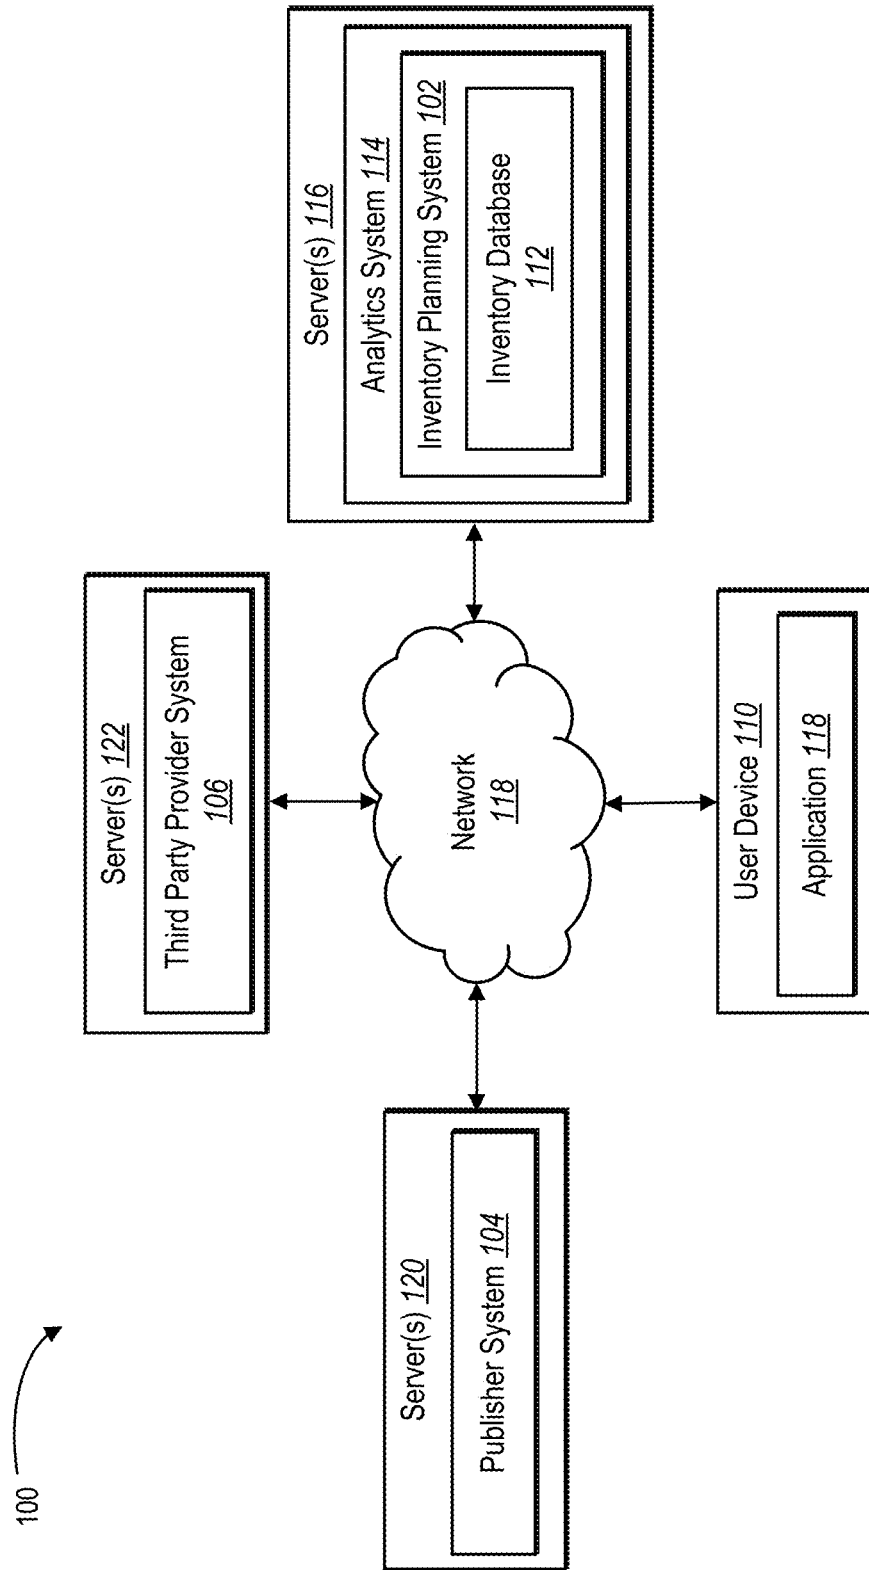 100
Server(s) 120
Publisher System 104
Server(s) 122
Third Party Provider System
106
Network
118
User Device 110
Application 118
Server(s) 116
Analytics System 114
Inventory Planning System 102
Inventory Database
112